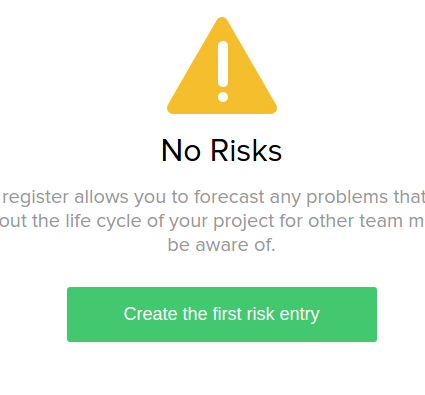 No Risks
register allows you to forecast any problems that
out the life cycle of your project for other team m
be aware of.
Create the first risk entry